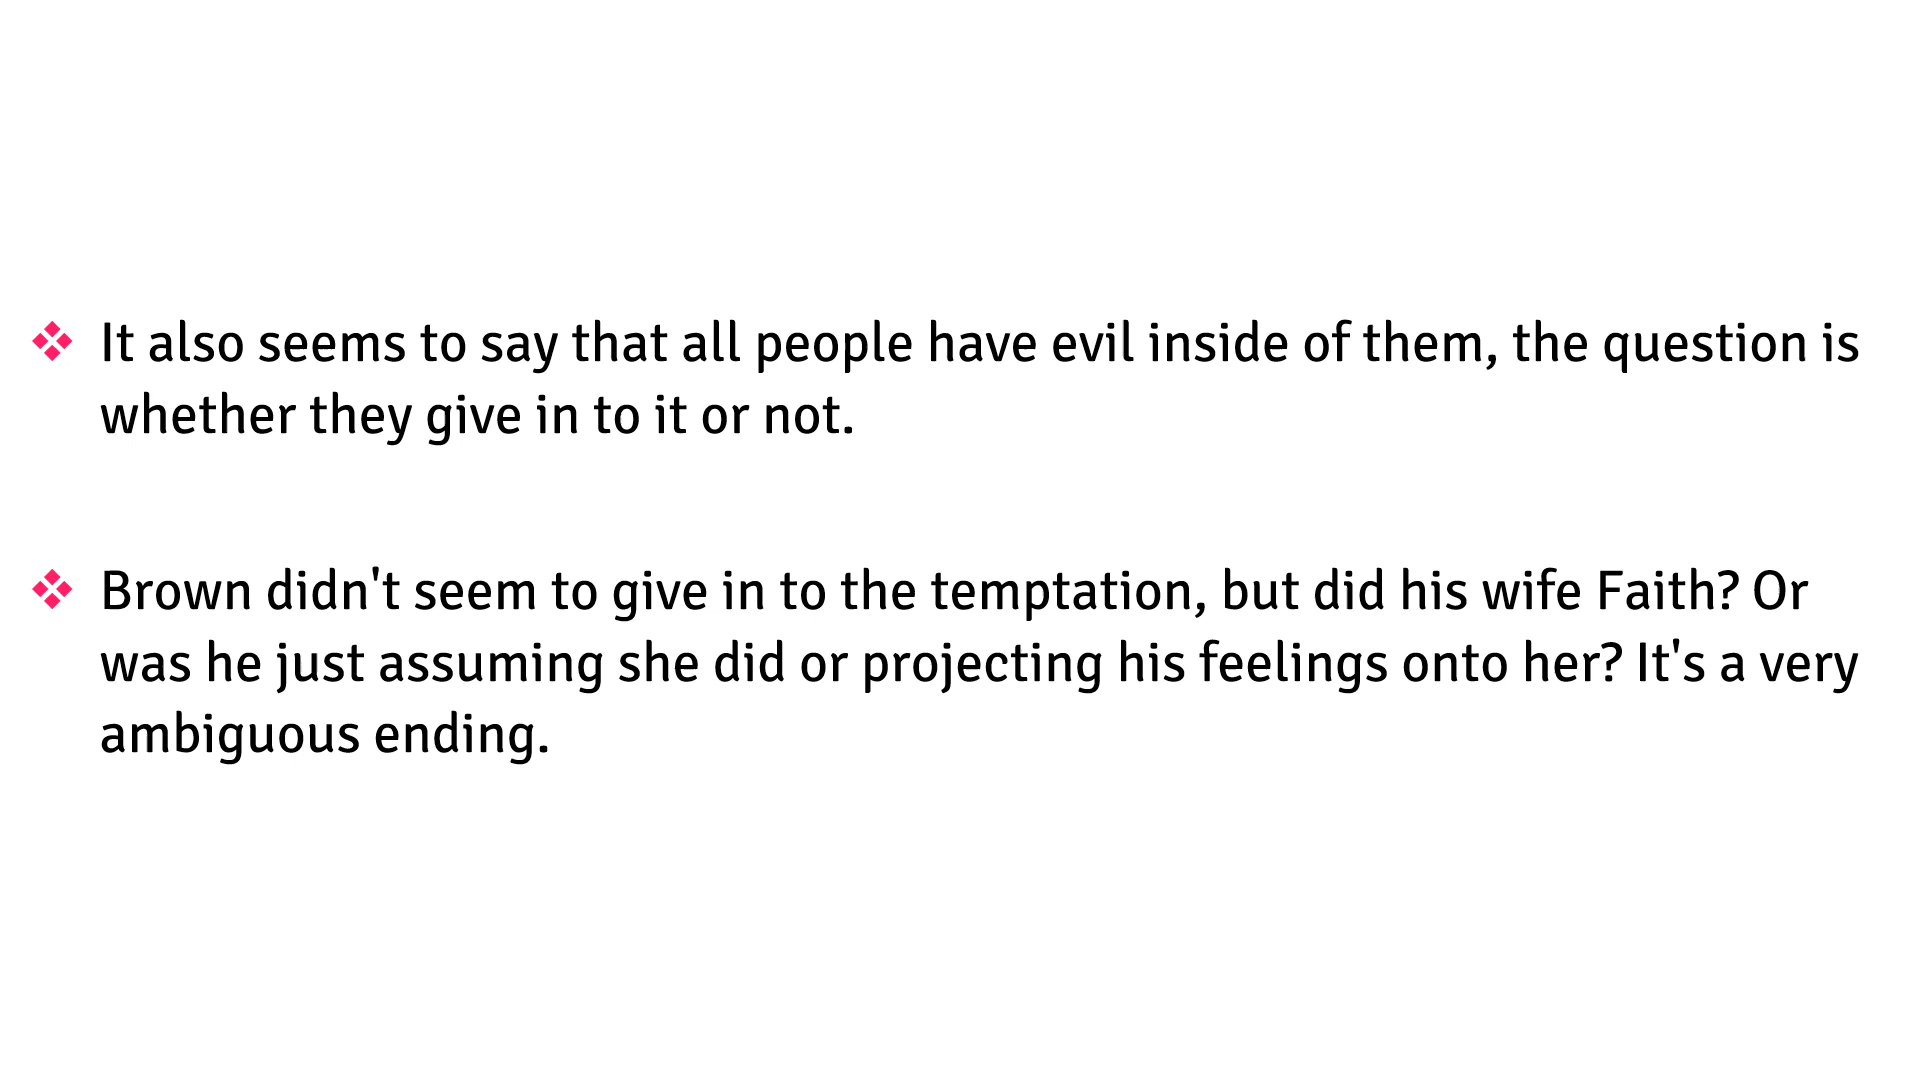 It also seems to say that all people have evil inside of them, the question is
whether they give in to it or not.
Brown didn't seem to give in to the temptation, but did his wife Faith? Or
was he just assuming she did or projecting his feelings onto her? It's a very
ambiguous ending.